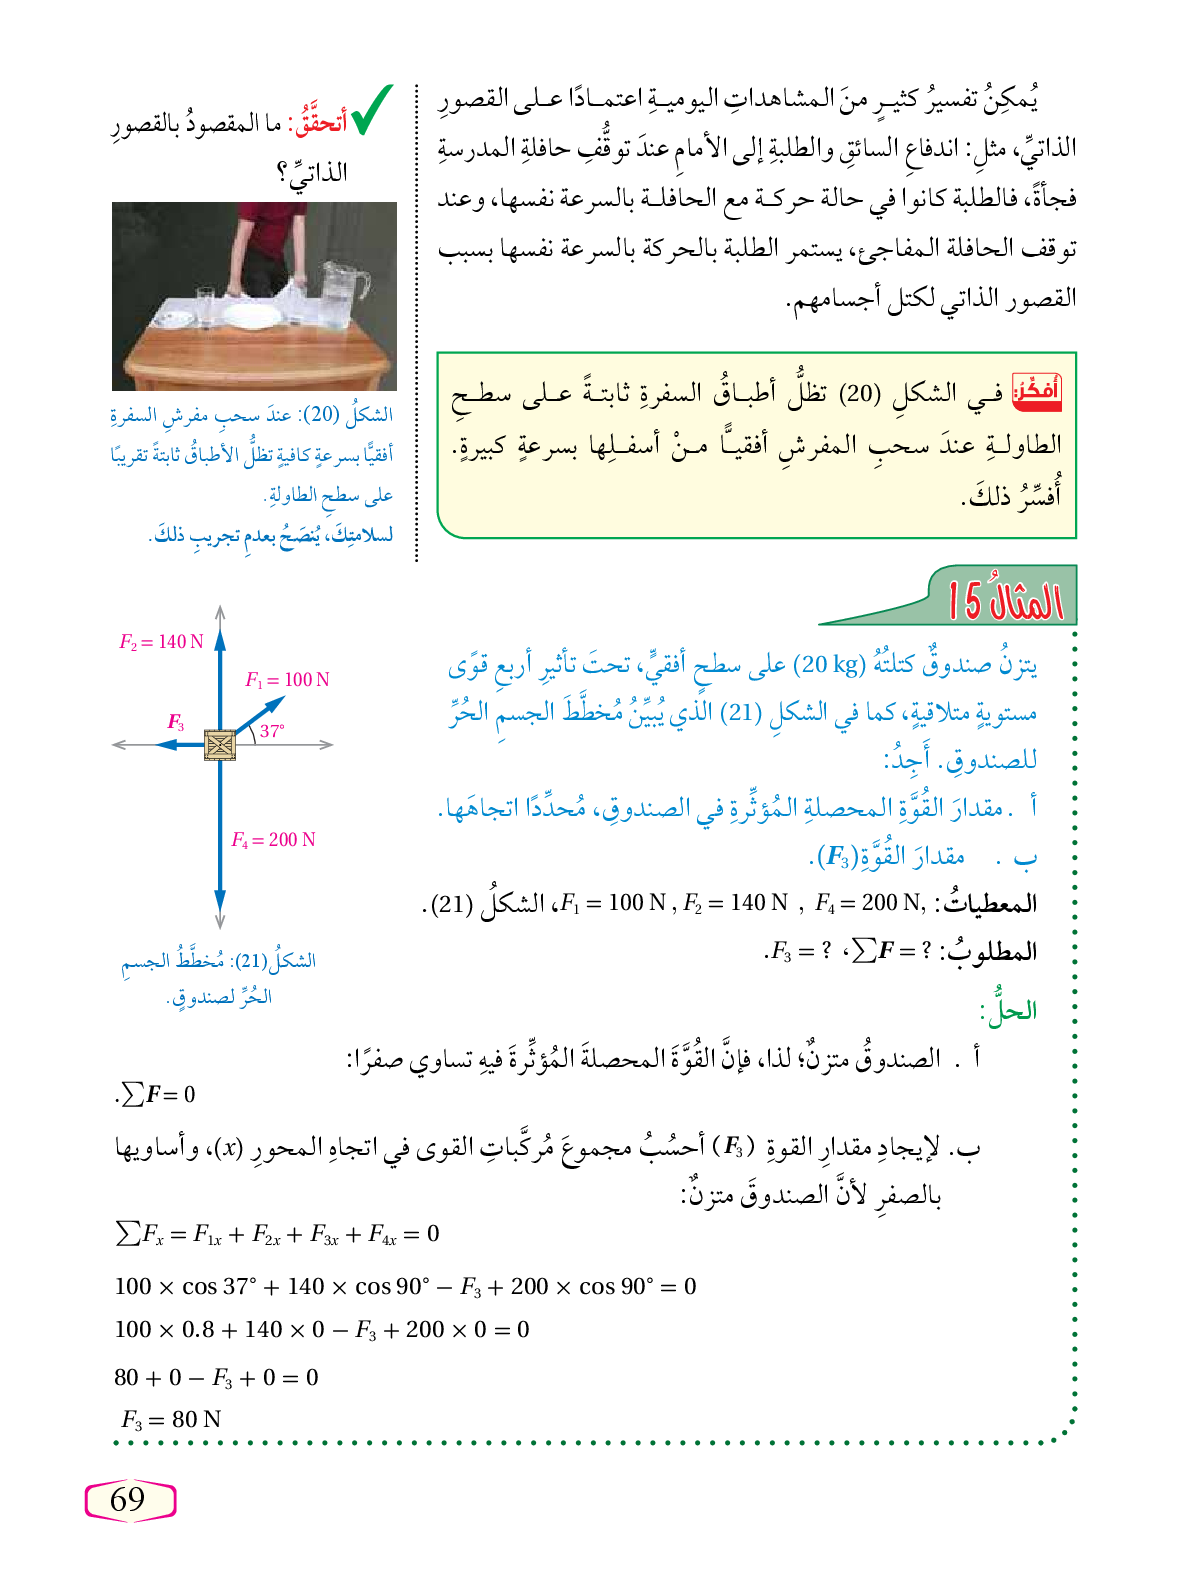 يُمكِنُ تفسيرُ كثيرٍ منَ المشاهداتِ اليوميةِ اعتمادًا على القصورِ
الذاتيِّ، مثلِ: اندفاعِ السائقِ والطلبةِ إلى الأمامِ عندَ توقُّفِ حافلةِ المدرسةِ
فجأةً، فالطلبة كانوا في حالة حركة مع الحافلة بالسرعة نفسها، وعند
توقف الحافلة المفاجئ، يستمر الطلبة بالحركة بالسرعة نفسها بسبب
القصور الذاتي لكتل أجسامهم.
أتحقَّقُ: ما المقصودُ بالقصورِ
الذاتيِّ؟
الشكلُ (20): عندَ سحبِ مفرشِ السفرةِ
أفقيًّا بسرعةٍ كافيةٍ تظلُّ الأطباقُ ثابتةً تقريبًا
على سطحِ الطاولةِ.
لسلامتِكَ، يُنصَحُ بعدمِ تجريبِ ذلكَ.
أُفكِّرُ: في الشكلِ (20) تظلُّ أطباقُ السفرةِ ثابتةً على سطحِ
الطاولةِ عندَ سحبِ المفرشِ أفقيًّا منْ أسفلِها بسرعةٍ كبيرةٍ.
أُفسِّرُ ذلكَ.
المثالُ 15
يتزنُ صندوقٌ كتلتُهُ (20 kg) على سطحٍ أفقيٍّ، تحتَ تأثيرِ أربعِ قوًى
مستويةٍ متلاقيةٍ، كما في الشكلِ (21) الذي يُبيِّنُ مُخطَّطَ الجسمِ الحُرِّ
للصندوقِ. أَجِدُ:
أ . مقدارَ القُوَّةِ المحصلةِ المُؤثِّرةِ في الصندوقِ، مُحدِّدًا اتجاهَها.
ب . مقدارَ القُوَّةِ (F₃).
المعطياتُ: F₁ = 100 N , F₂ = 140 N , F₄ = 200 N, ، الشكلُ (21).
المطلوبُ: ∑F = ? ، F₃ = ?.
F₂ = 140 N
F₁ = 100 N
F₃
37°
F₄ = 200 N
الشكلُ (21): مُخطَّطُ الجسمِ
الحُرِّ لصندوقٍ.
الحلُّ:
أ . الصندوقُ متزنٌ؛ لذا، فإنَّ القُوَّةَ المحصلةَ المُؤثِّرةَ فيهِ تساوي صفرًا:
∑F = 0.
ب. لإيجادِ مقدارِ القوةِ (F₃) أحسُبُ مجموعَ مُركَّباتِ القوى في اتجاهِ المحورِ (x)، وأساويها
بالصفرِ لأنَّ الصندوقَ متزنٌ:
∑Fₓ = F₁ₓ + F₂ₓ + F₃ₓ + F₄ₓ = 0
100 × cos 37° + 140 × cos 90° − F₃ + 200 × cos 90° = 0
100 × 0.8 + 140 × 0 − F₃ + 200 × 0 = 0
80 + 0 − F₃ + 0 = 0
F₃ = 80 N
69